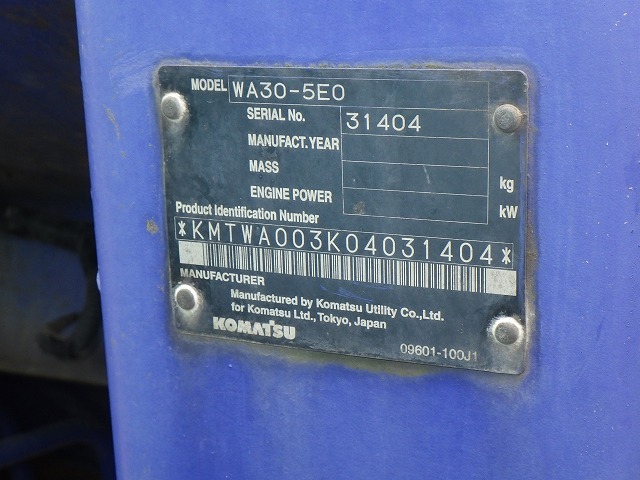 MODEL WA30-5E0
SERIAL No. 31404
MANUFACT.YEAR
MASS kg
ENGINE POWER kW
Product Identification Number
*KMTWA003K04031404*
MANUFACTURER
Manufactured by Komatsu Utility Co.,Ltd.
for Komatsu Ltd., Tokyo, Japan
KOMATSU 09601-100J1